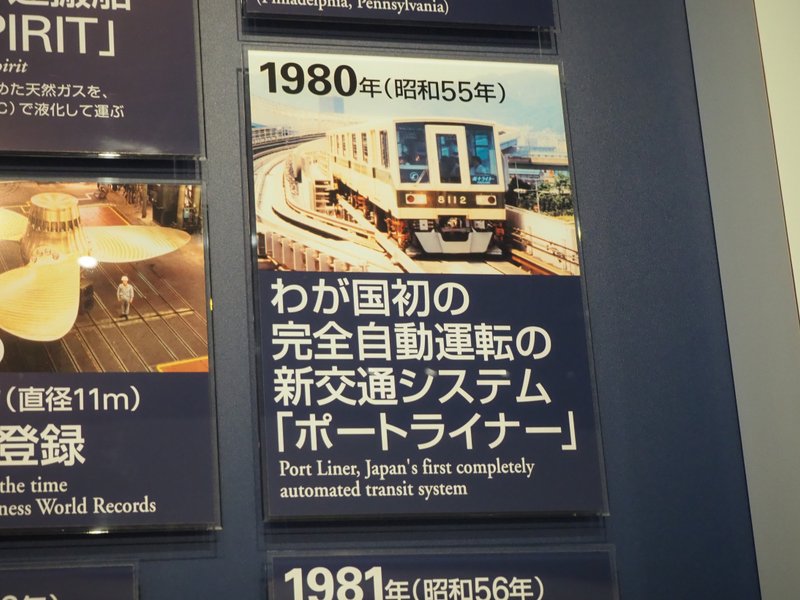 (Philadelphia, Pennsylvania)
PIRIT」
pirit
めた天然ガスを、
C）で液化して運ぶ
（直径11m）
登録
the time
ness World Records
1980年（昭和55年）
8112
わが国初の
完全自動運転の
新交通システム
「ポートライナー」
Port Liner, Japan's first completely
automated transit system
1981年（昭和56年）